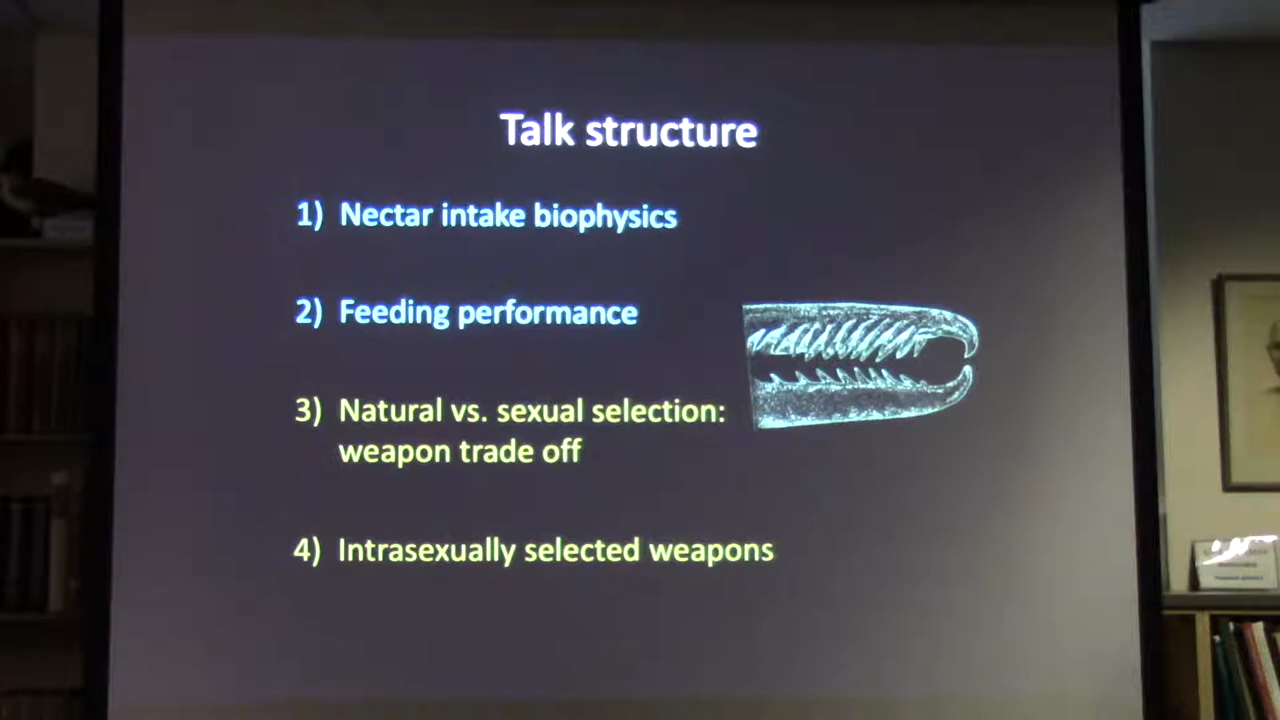 Talk structure
1) Nectar intake biophysics
2) Feeding performance
3) Natural vs. sexual selection:
weapon trade off
4) Intrasexually selected weapons